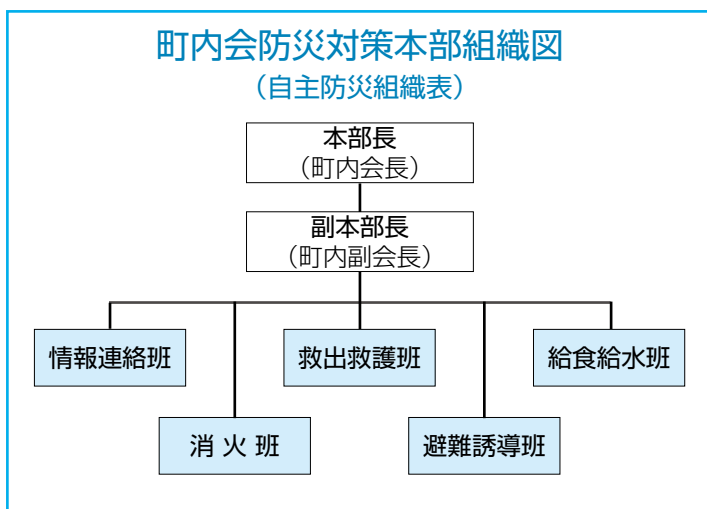 町内会防災対策本部組織図
（自主防災組織表）
本部長
（町内会長）
副本部長
（町内副会長）
情報連絡班
救出救護班
給食給水班
消 火 班
避難誘導班